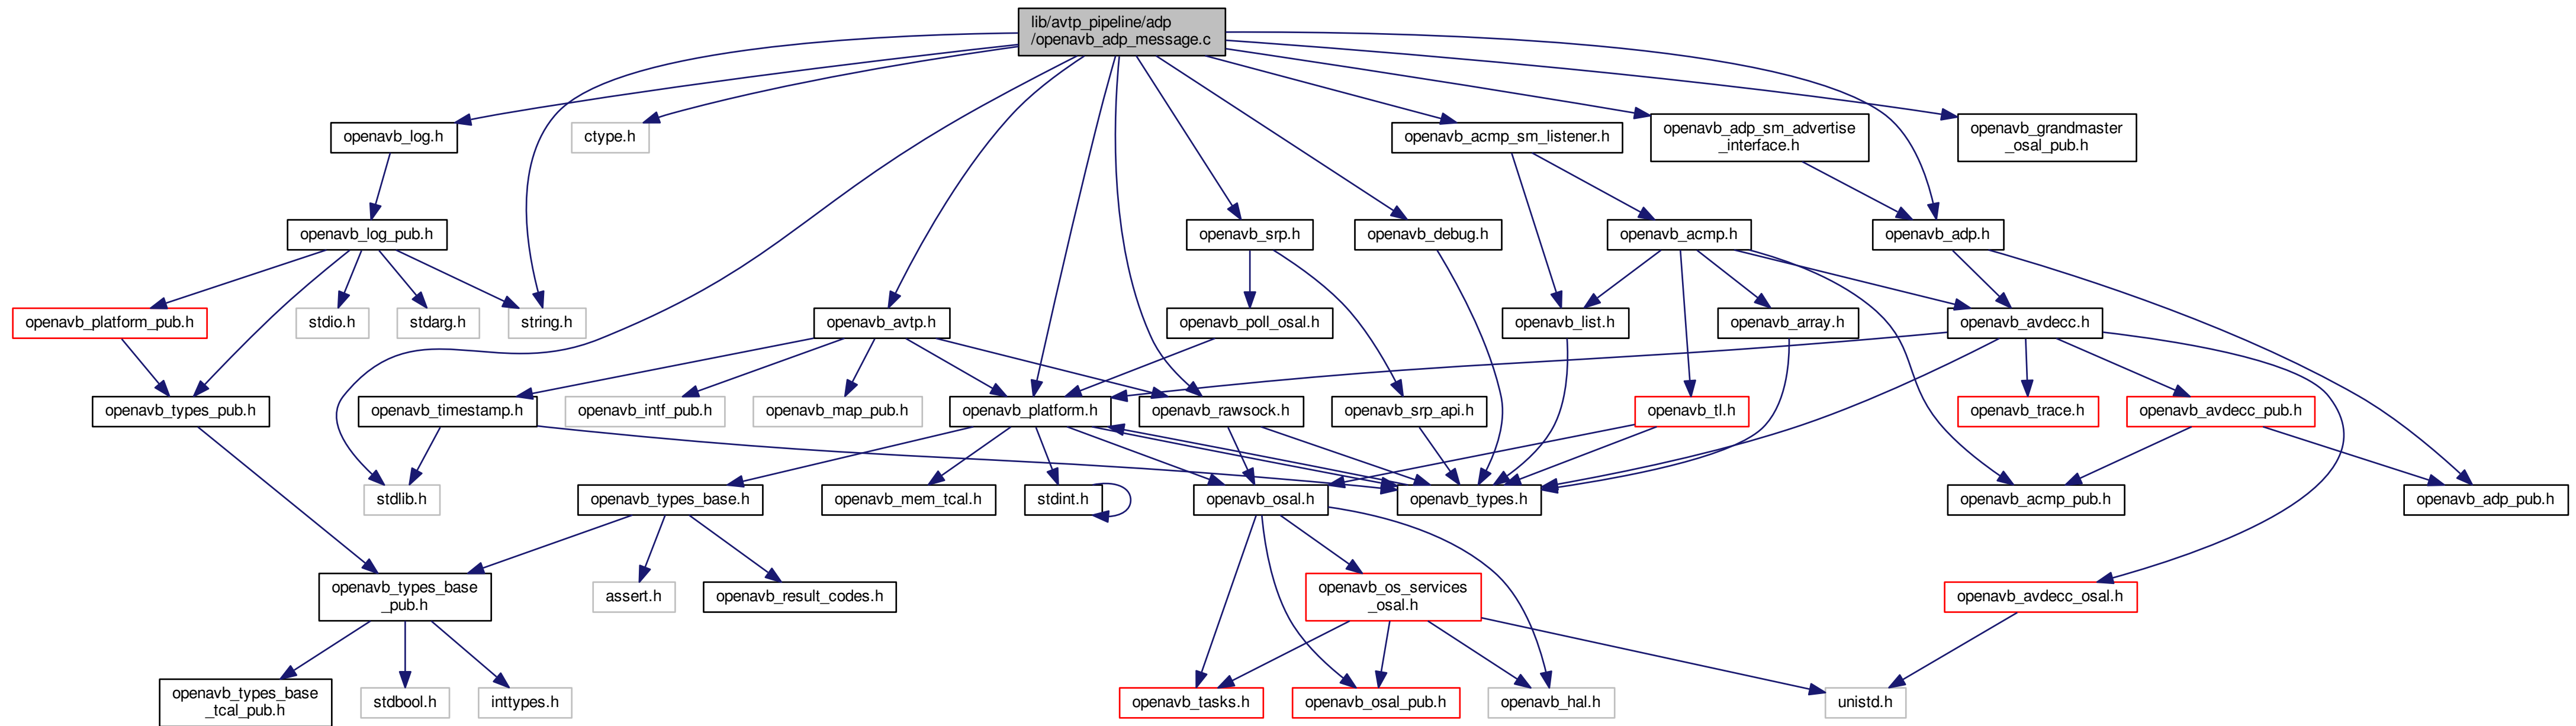 lib/avtp_pipeline/adp
/openavb_adp_message.c
openavb_log.h
ctype.h
openavb_acmp_sm_listener.h
openavb_adp_sm_advertise
_interface.h
openavb_grandmaster
_osal_pub.h
openavb_log_pub.h
openavb_srp.h
openavb_debug.h
openavb_acmp.h
openavb_adp.h
openavb_platform_pub.h
stdio.h
stdarg.h
string.h
openavb_avtp.h
openavb_poll_osal.h
openavb_list.h
openavb_array.h
openavb_avdecc.h
openavb_types_pub.h
openavb_timestamp.h
openavb_intf_pub.h
openavb_map_pub.h
openavb_platform.h
openavb_rawsock.h
openavb_srp_api.h
openavb_tl.h
openavb_trace.h
openavb_avdecc_pub.h
stdlib.h
openavb_types_base.h
openavb_mem_tcal.h
stdint.h
openavb_osal.h
openavb_types.h
openavb_acmp_pub.h
openavb_adp_pub.h
openavb_types_base
_pub.h
assert.h
openavb_result_codes.h
openavb_os_services
_osal.h
openavb_avdecc_osal.h
openavb_types_base
_tcal_pub.h
stdbool.h
inttypes.h
openavb_tasks.h
openavb_osal_pub.h
openavb_hal.h
unistd.h